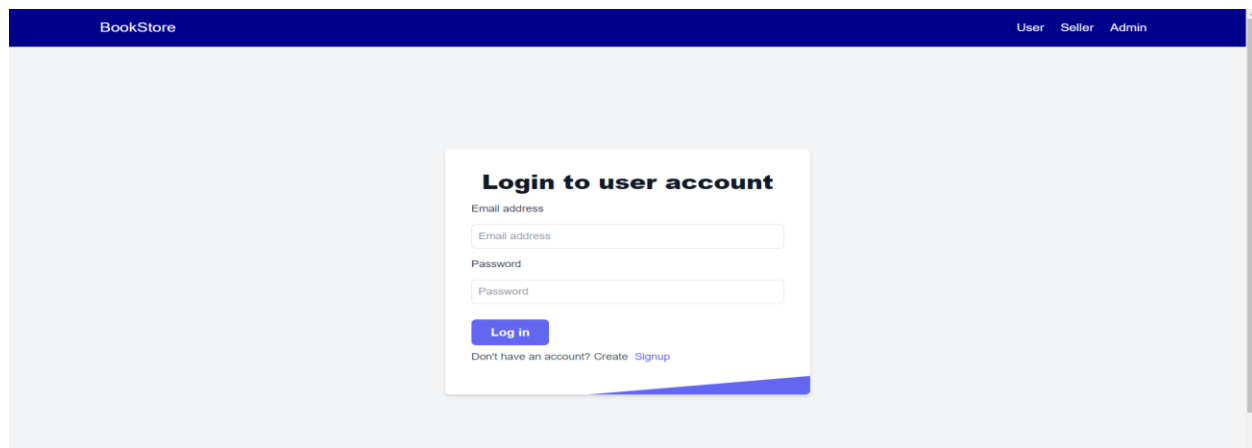 BookStore
User Seller Admin
Login to user account
Email address
Email address
Password
Password
Log in
Don't have an account? Create Signup